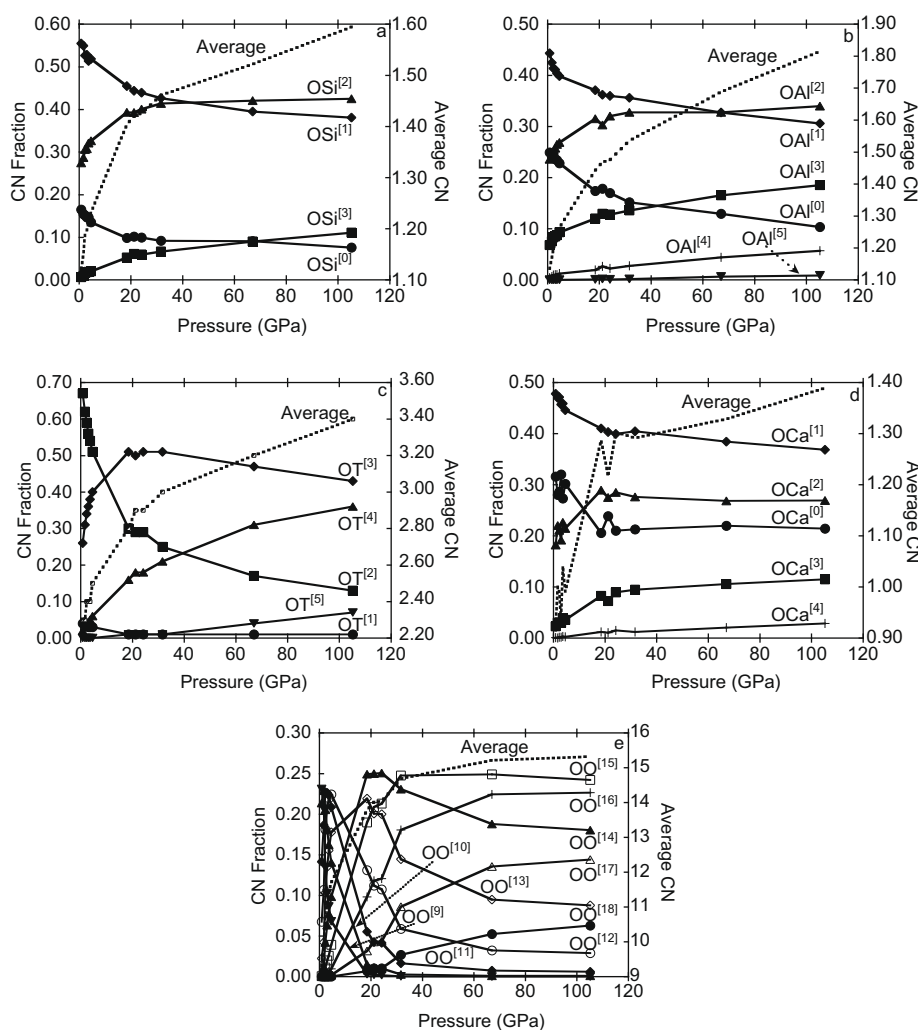 a
CN Fraction
0.60
0.50
0.40
0.30
0.20
0.10
0.00
0 20 40 60 80 100 120
Pressure (GPa)
1.60
1.50
1.40
1.30
1.20
1.10
Average CN
Average
OSi[2]
OSi[1]
OSi[3]
OSi[0]
b
CN Fraction
0.50
0.40
0.30
0.20
0.10
0.00
0 20 40 60 80 100 120
Pressure (GPa)
1.90
1.80
1.70
1.60
1.50
1.40
1.30
1.20
1.10
Average CN
Average
OAl[2]
OAl[1]
OAl[3]
OAl[0]
OAl[4]
OAl[5]
c
CN Fraction
0.70
0.60
0.50
0.40
0.30
0.20
0.10
0.00
0 20 40 60 80 100 120
Pressure (GPa)
3.60
3.40
3.20
3.00
2.80
2.60
2.40
2.20
Average CN
Average
OT[3]
OT[4]
OT[2]
OT[5]
OT[1]
d
CN Fraction
0.50
0.40
0.30
0.20
0.10
0.00
0 20 40 60 80 100 120
Pressure (GPa)
1.40
1.30
1.20
1.10
1.00
0.90
Average CN
Average
OCa[1]
OCa[2]
OCa[0]
OCa[3]
OCa[4]
e
CN Fraction
0.30
0.25
0.20
0.15
0.10
0.05
0.00
0 20 40 60 80 100 120
Pressure (GPa)
16
15
14
13
12
11
10
9
Average CN
Average
OO[15]
OO[16]
OO[14]
OO[10]
OO[17]
OO[13]
OO[9]
OO[18]
OO[12]
OO[11]